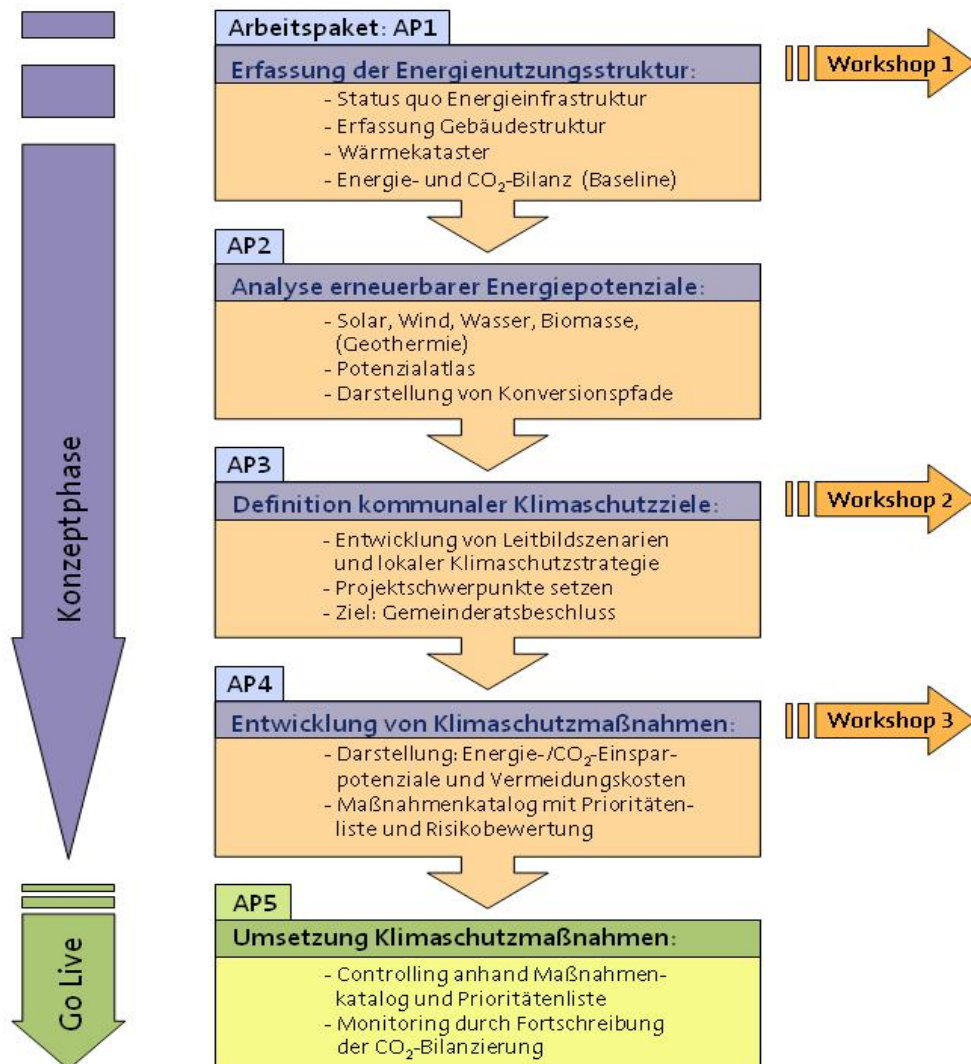 Arbeitspaket: AP1
Erfassung der Energienutzungsstruktur:
- Status quo Energieinfrastruktur
- Erfassung Gebäudestruktur
- Wärmekataster
- Energie- und CO₂-Bilanz (Baseline)
Workshop 1
AP2
Analyse erneuerbarer Energiepotenziale:
- Solar, Wind, Wasser, Biomasse,
(Geothermie)
- Potenzialatlas
- Darstellung von Konversionspfade
Konzeptphase
AP3
Definition kommunaler Klimaschutzziele:
- Entwicklung von Leitbildszenarien
und lokaler Klimaschutzstrategie
- Projektschwerpunkte setzen
- Ziel: Gemeinderatsbeschluss
Workshop 2
AP4
Entwicklung von Klimaschutzmaßnahmen:
- Darstellung: Energie-/CO₂-Einspar-
potenziale und Vermeidungskosten
- Maßnahmenkatalog mit Prioritäten-
liste und Risikobewertung
Workshop 3
Go Live
AP5
Umsetzung Klimaschutzmaßnahmen:
- Controlling anhand Maßnahmen-
katalog und Prioritätenliste
- Monitoring durch Fortschreibung
der CO₂-Bilanzierung